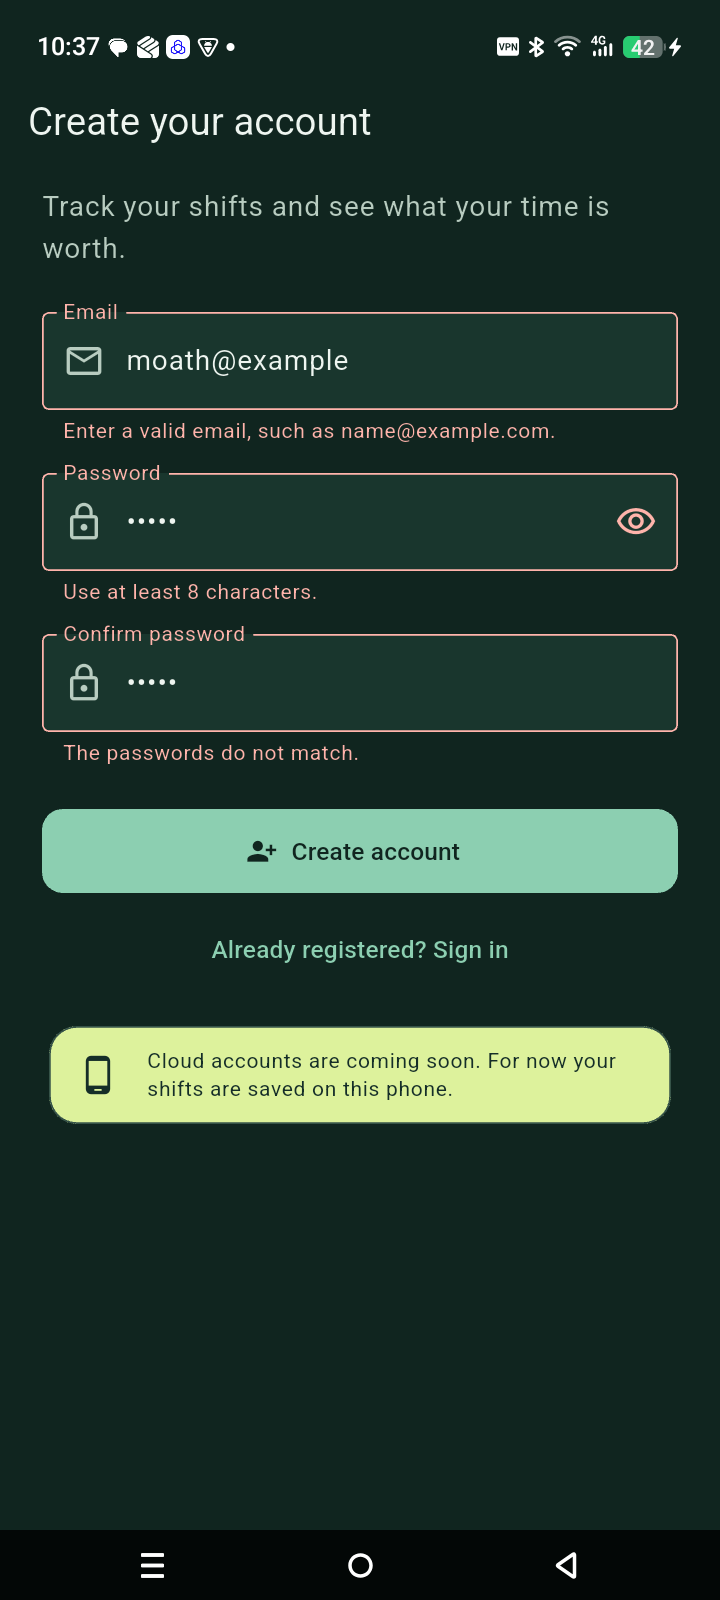 10:37
VPN
4G
42
Create your account
Track your shifts and see what your time is
worth.
Email
moath@example
Enter a valid email, such as name@example.com.
Password
•••••
Use at least 8 characters.
Confirm password
•••••
The passwords do not match.
Create account
Already registered? Sign in
Cloud accounts are coming soon. For now your
shifts are saved on this phone.